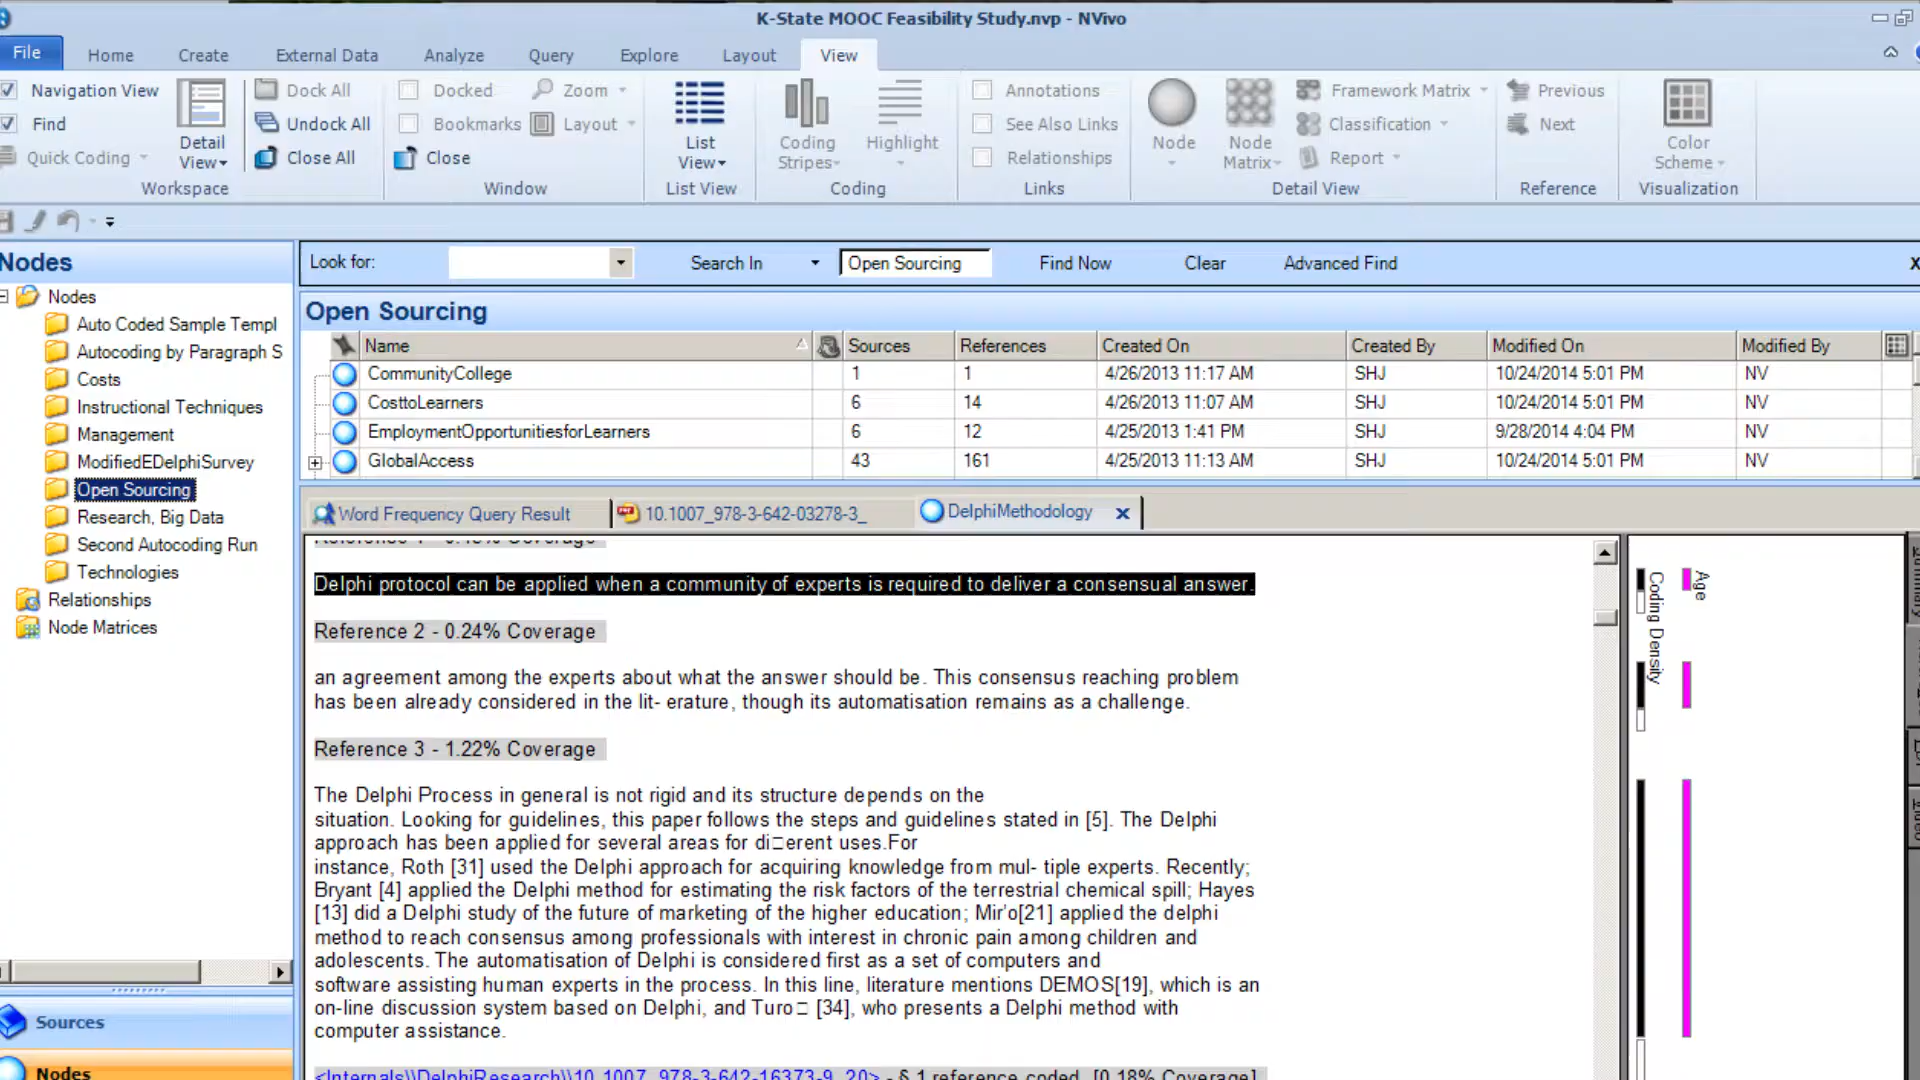 K-State MOOC Feasibility Study.nvp - NVivo
File Home Create External Data Analyze Query Explore Layout View
Navigation View
Find
Quick Coding
Detail View
Workspace
Dock All
Undock All
Close All
Docked
Bookmarks
Close
Zoom
Layout
Window
List View
List View
Coding Stripes
Highlight
Coding
Annotations
See Also Links
Relationships
Links
Node
Node Matrix
Framework Matrix
Classification
Report
Detail View
Previous
Next
Reference
Color Scheme
Visualization
Nodes
Nodes
Auto Coded Sample Templ
Autocoding by Paragraph S
Costs
Instructional Techniques
Management
ModifiedEDelphiSurvey
Open Sourcing
Research, Big Data
Second Autocoding Run
Technologies
Relationships
Node Matrices
Sources
Nodes
Look for: Search In Open Sourcing Find Now Clear Advanced Find X
Open Sourcing
Name Sources References Created On Created By Modified On Modified By
CommunityCollege 1 1 4/26/2013 11:17 AM SHJ 10/24/2014 5:01 PM NV
CosttoLearners 6 14 4/26/2013 11:07 AM SHJ 10/24/2014 5:01 PM NV
EmploymentOpportunitiesforLearners 6 12 4/25/2013 1:41 PM SHJ 9/28/2014 4:04 PM NV
GlobalAccess 43 161 4/25/2013 11:13 AM SHJ 10/24/2014 5:01 PM NV
Word Frequency Query Result 10.1007_978-3-642-03278-3_ DelphiMethodology
Delphi protocol can be applied when a community of experts is required to deliver a consensual answer.
Reference 2 - 0.24% Coverage
an agreement among the experts about what the answer should be. This consensus reaching problem
has been already considered in the lit- erature, though its automatisation remains as a challenge.
Reference 3 - 1.22% Coverage
The Delphi Process in general is not rigid and its structure depends on the
situation. Looking for guidelines, this paper follows the steps and guidelines stated in [5]. The Delphi
approach has been applied for several areas for di□erent uses.For
instance, Roth [31] used the Delphi approach for acquiring knowledge from mul- tiple experts. Recently;
Bryant [4] applied the Delphi method for estimating the risk factors of the terrestrial chemical spill; Hayes
[13] did a Delphi study of the future of marketing of the higher education; Mir'o[21] applied the delphi
method to reach consensus among professionals with interest in chronic pain among children and
adolescents. The automatisation of Delphi is considered first as a set of computers and
software assisting human experts in the process. In this line, literature mentions DEMOS[19], which is an
on-line discussion system based on Delphi, and Turo□ [34], who presents a Delphi method with
computer assistance.
<Internals\\DelphiResearch\\10.1007_978-3-642-16373-9_20> - § 1 reference coded [0.18% Coverage]
Coding Density
Age